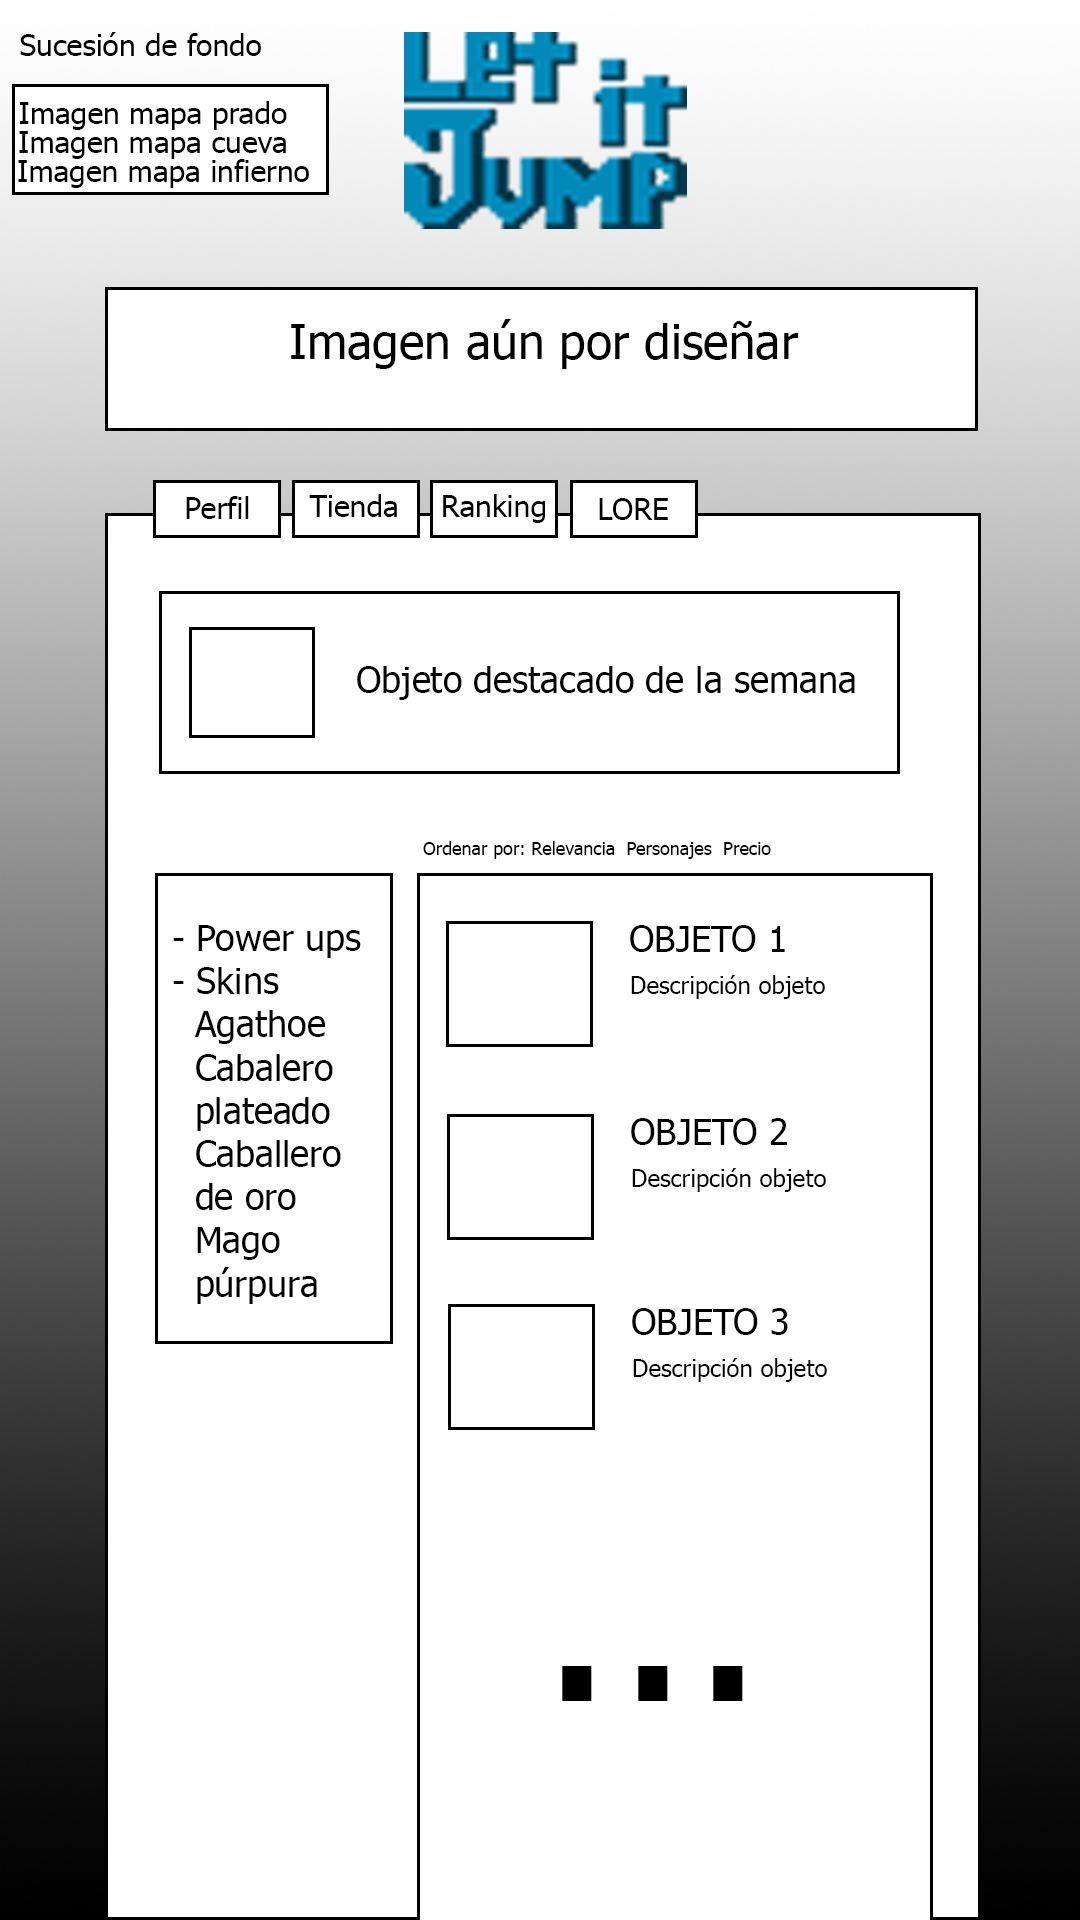 Sucesión de fondo
Imagen mapa prado
Imagen mapa cueva
Imagen mapa infierno
Let
it
Jump
Imagen aún por diseñar
Perfil
Tienda
Ranking
LORE
Objeto destacado de la semana
Ordenar por: Relevancia Personajes Precio
- Power ups
- Skins
Agathoe
Cabalero
plateado
Caballero
de oro
Mago
púrpura
OBJETO 1
Descripción objeto
OBJETO 2
Descripción objeto
OBJETO 3
Descripción objeto
...